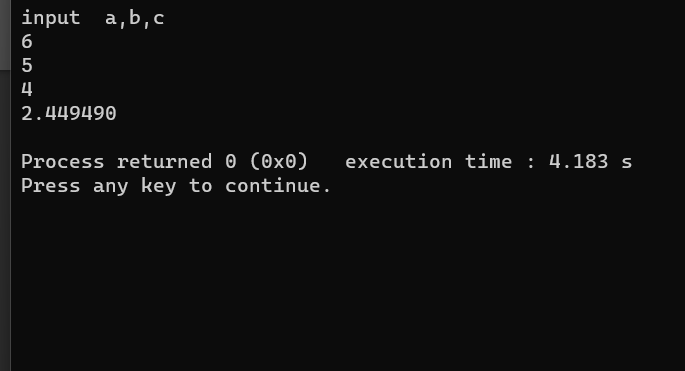 input  a,b,c
6
5
4
2.449490
Process returned 0 (0x0)   execution time : 4.183 s
Press any key to continue.